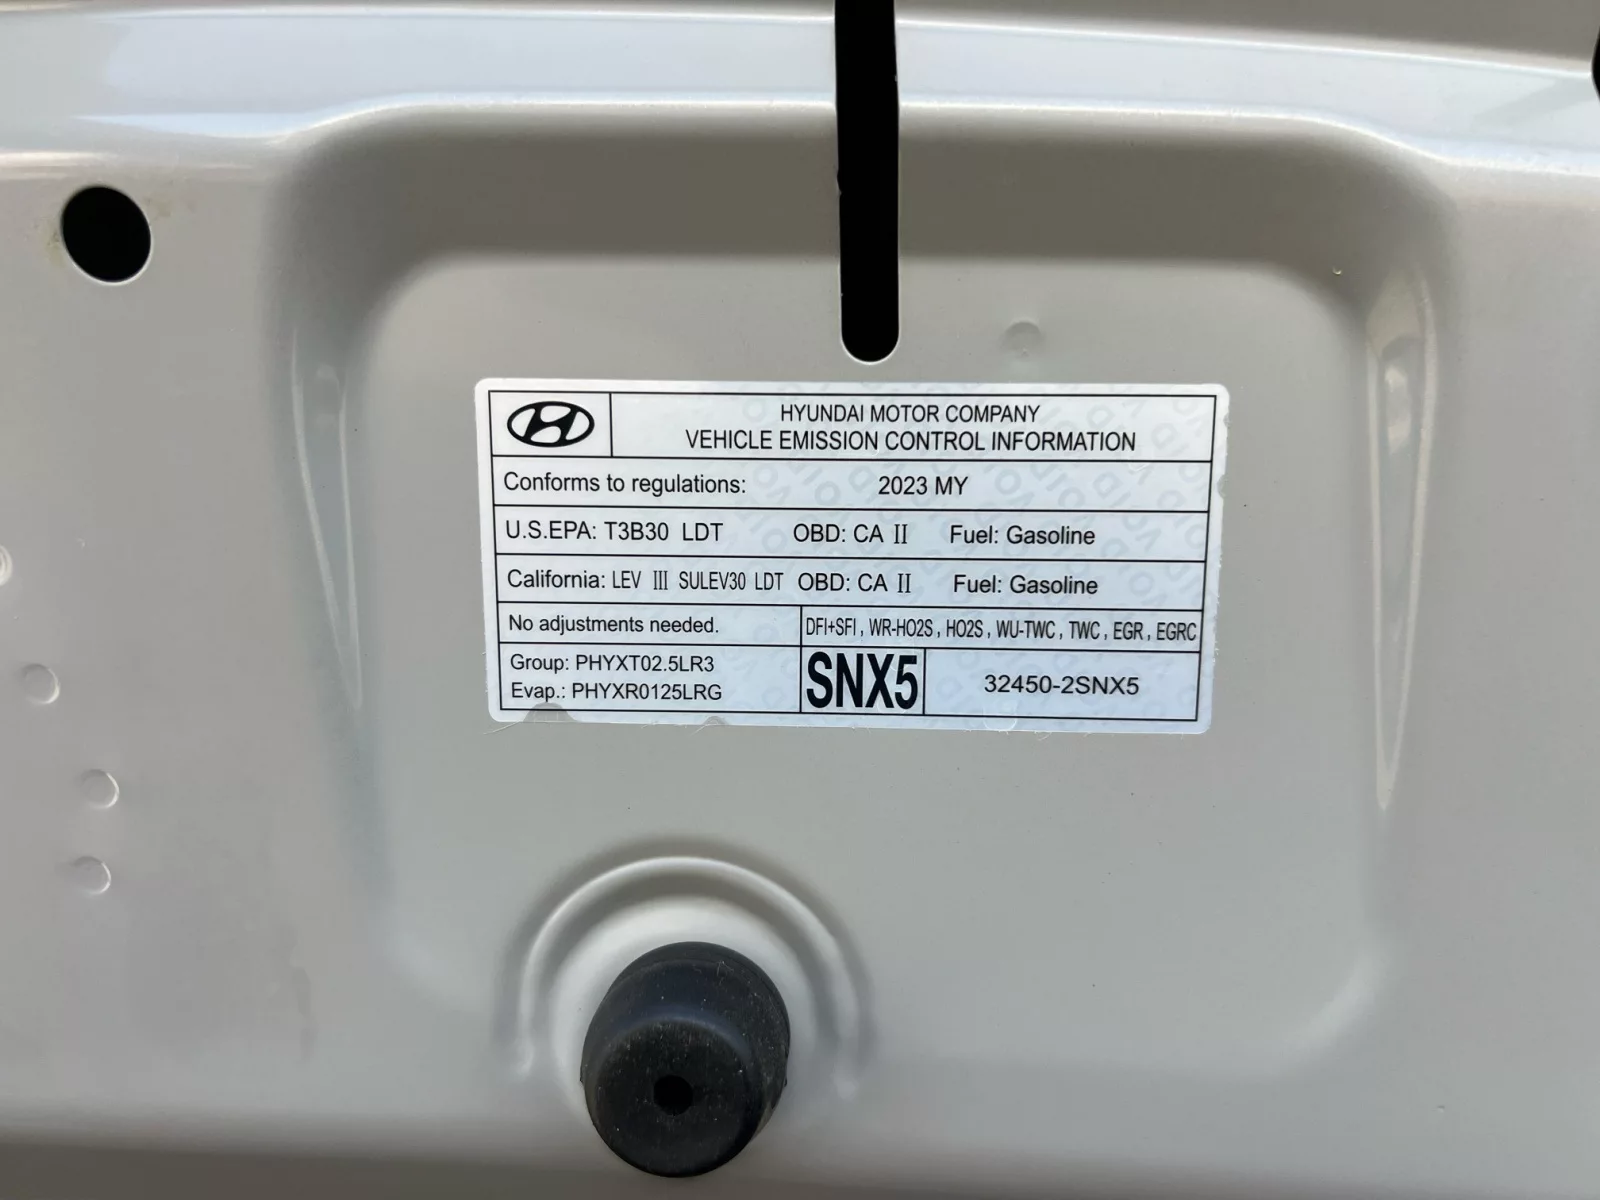 HYUNDAI MOTOR COMPANY
VEHICLE EMISSION CONTROL INFORMATION
Conforms to regulations: 2023 MY
U.S.EPA: T3B30 LDT OBD: CA II Fuel: Gasoline
California: LEV III SULEV30 LDT OBD: CA II Fuel: Gasoline
No adjustments needed. DFI+SFI, WR-HO2S, HO2S, WU-TWC, TWC, EGR, EGRC
Group: PHYXT02.5LR3
Evap.: PHYXR0125LRG
SNX5
32450-2SNX5